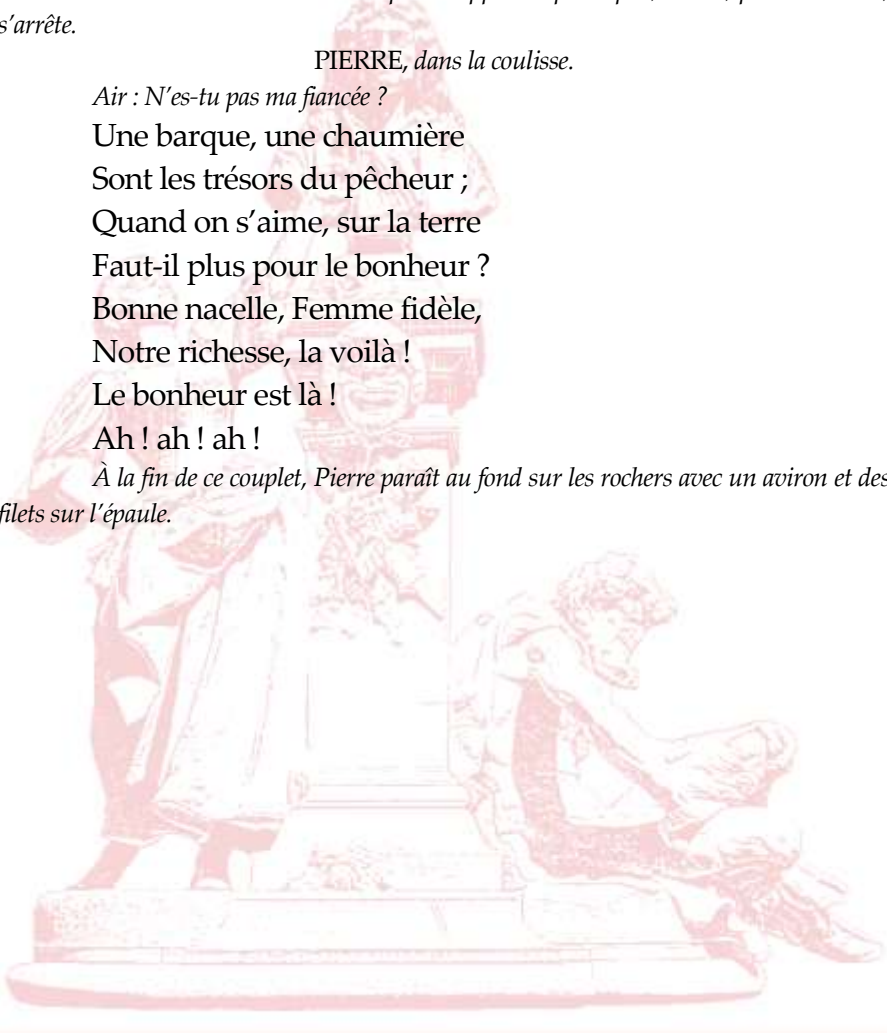 s’arrête.
PIERRE, dans la coulisse.
Air : N’es-tu pas ma fiancée ?
Une barque, une chaumière
Sont les trésors du pêcheur ;
Quand on s’aime, sur la terre
Faut-il plus pour le bonheur ?
Bonne nacelle, Femme fidèle,
Notre richesse, la voilà !
Le bonheur est là !
Ah ! ah ! ah !
À la fin de ce couplet, Pierre paraît au fond sur les rochers avec un aviron et des
filets sur l’épaule.